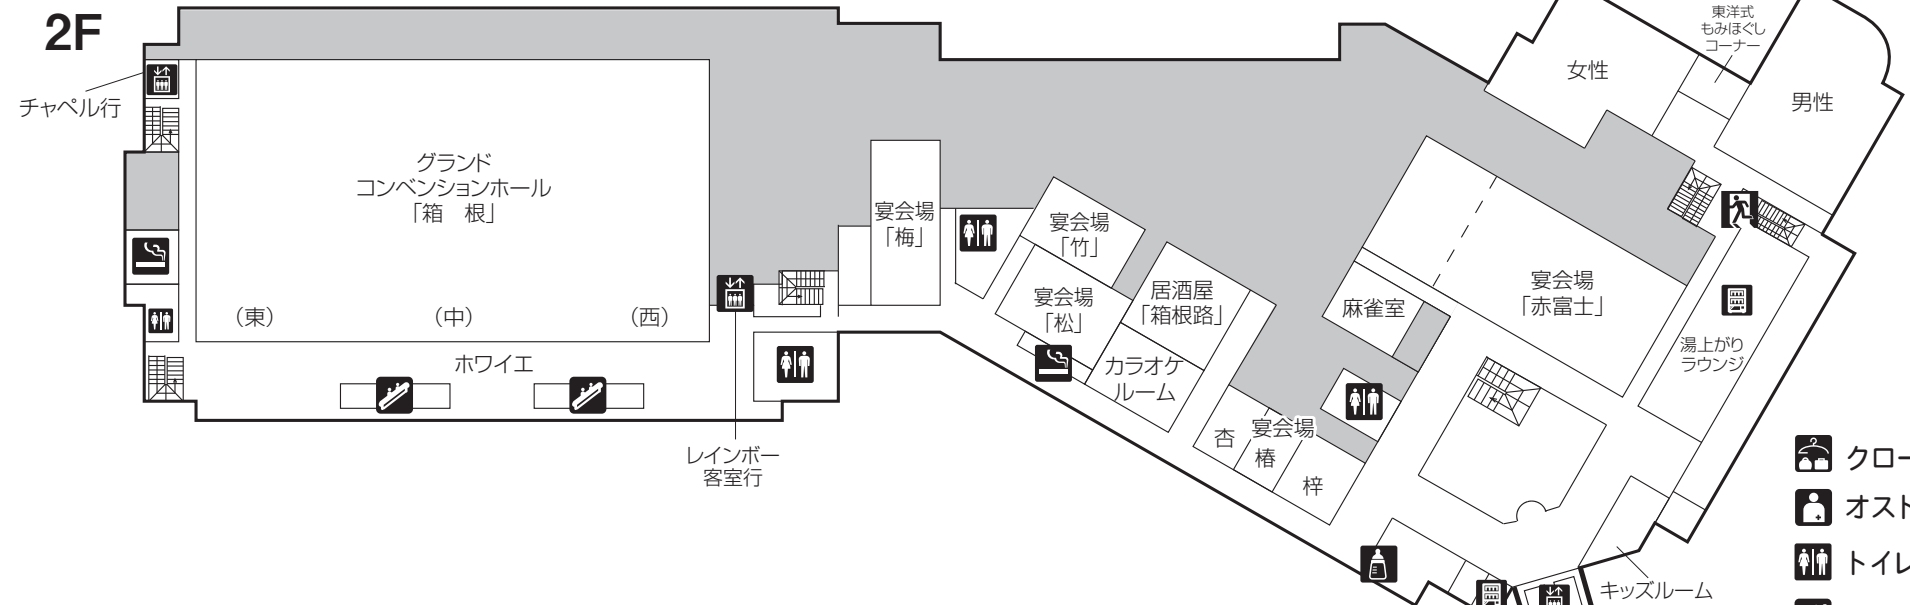 2F
チャペル行
グランド
コンベンションホール
「箱　根」
（東）
（中）
（西）
ホワイエ
レインボー
客室行
宴会場
「梅」
宴会場
「竹」
宴会場
「松」
居酒屋
「箱根路」
カラオケ
ルーム
宴会場
杏
椿
梓
麻雀室
宴会場
「赤富士」
女性
東洋式
もみほぐし
コーナー
男性
湯上がり
ラウンジ
キッズルーム
クロー
オスト
トイレ